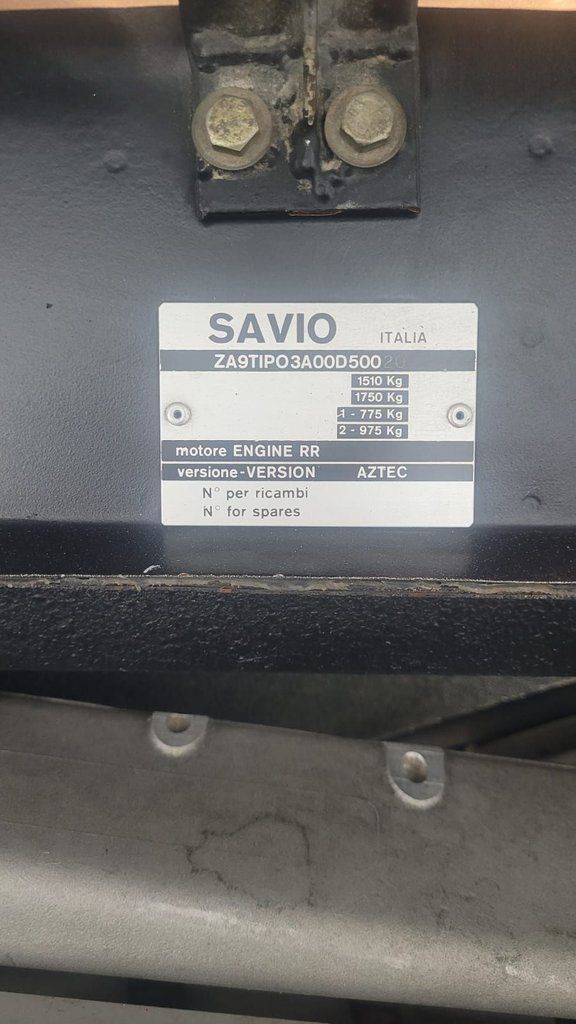 SAVIO ITALIA
ZA9TIPO3A00D50020
1510 Kg
1750 Kg
1 - 775 Kg
2 - 975 Kg
motore ENGINE RR
versione-VERSION AZTEC
N° per ricambi
N° for spares